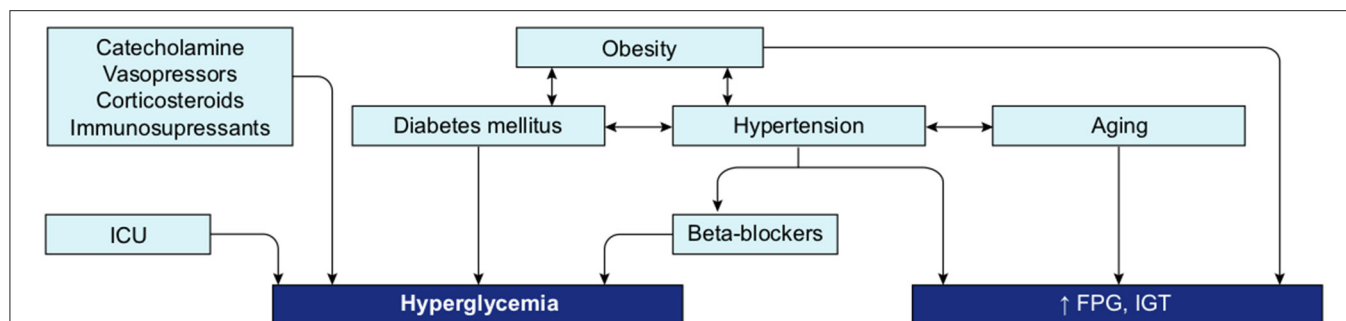 Catecholamine
Vasopressors
Corticosteroids
Immunosupressants
Obesity
Diabetes mellitus
Hypertension
Aging
ICU
Beta-blockers
Hyperglycemia
↑ FPG, IGT